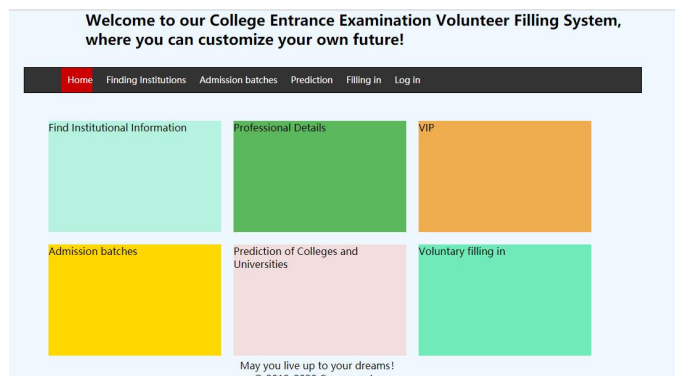 Welcome to our College Entrance Examination Volunteer Filling System,
where you can customize your own future!
Home Finding Institutions Admission batches Prediction Filling in Log in
Find Institutional Information Professional Details VIP
Admission batches Prediction of Colleges and Voluntary filling in
Universities
May you live up to your dreams!